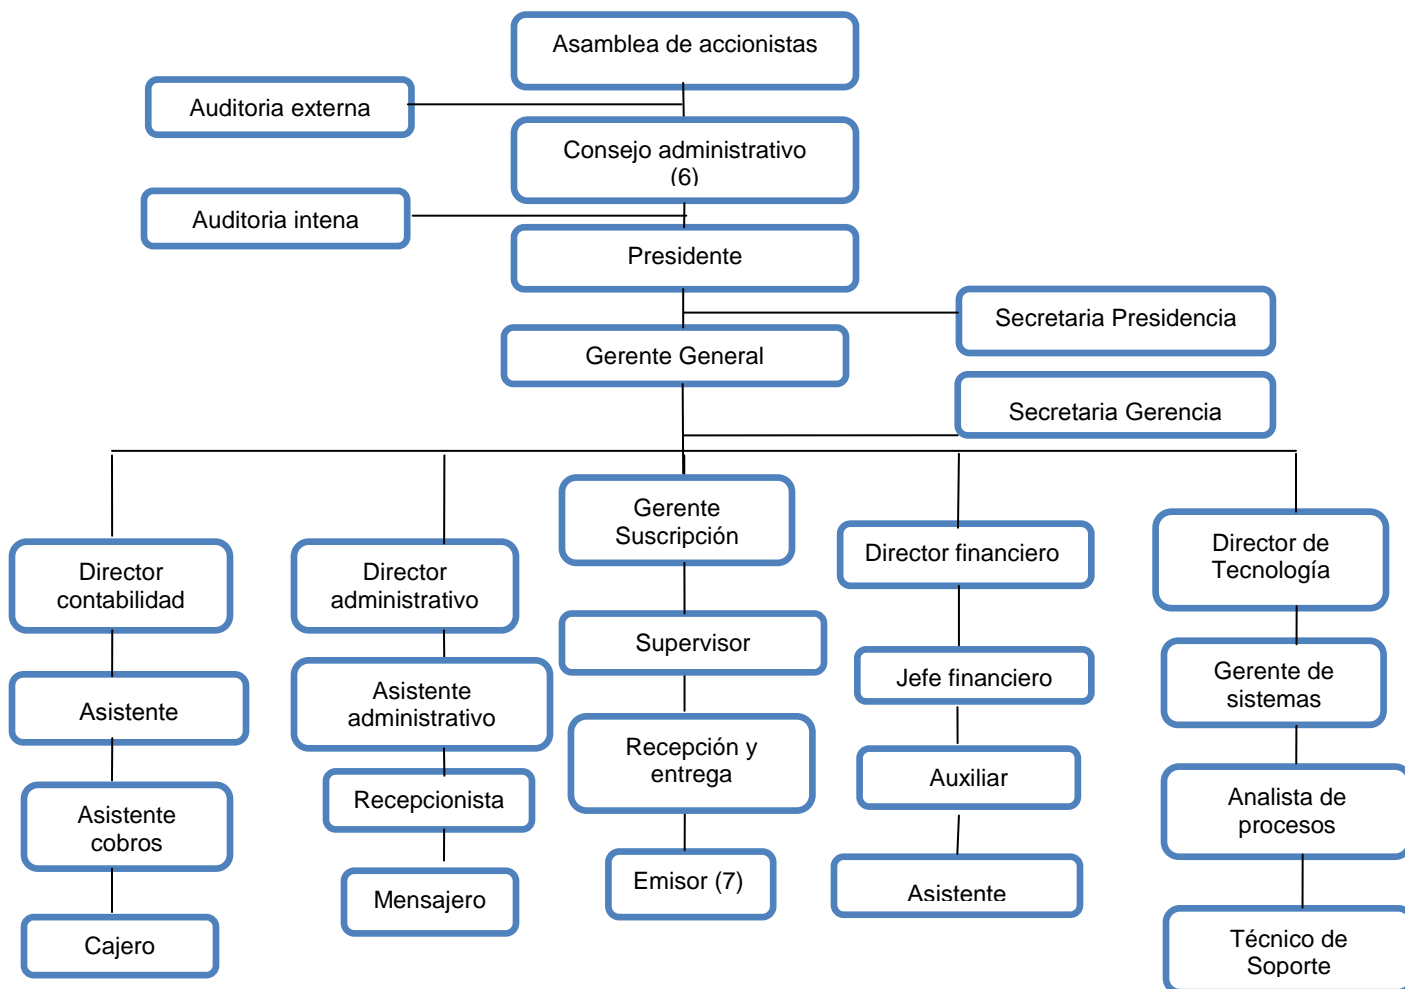 Asamblea de accionistas
Auditoria externa
Consejo administrativo
(6)
Auditoria intena
Presidente
Secretaria Presidencia
Gerente General
Secretaria Gerencia
Director
contabilidad
Asistente
Asistente
cobros
Cajero
Director
administrativo
Asistente
administrativo
Recepcionista
Mensajero
Gerente
Suscripción
Supervisor
Recepción y
entrega
Emisor (7)
Director financiero
Jefe financiero
Auxiliar
Asistente
Director de
Tecnología
Gerente de
sistemas
Analista de
procesos
Técnico de
Soporte